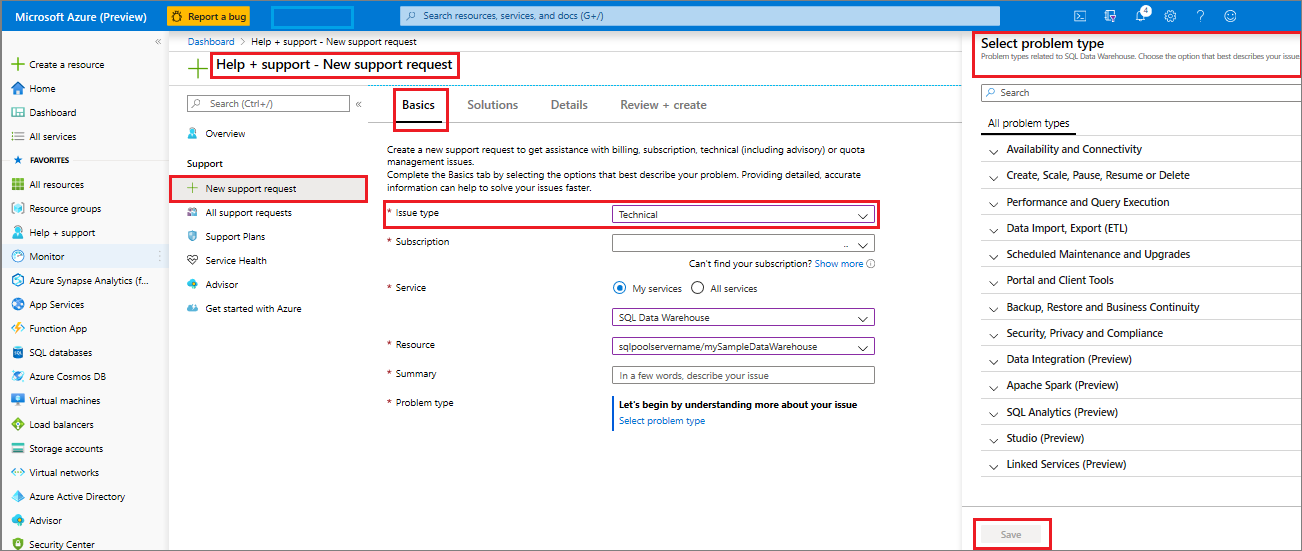 Microsoft Azure (Preview)
Report a bug
Search resources, services, and docs (G+/)
4
Create a resource
Home
Dashboard
All services
FAVORITES
All resources
Resource groups
Help + support
Monitor
Azure Synapse Analytics (f...
App Services
Function App
SQL databases
Azure Cosmos DB
Virtual machines
Load balancers
Storage accounts
Virtual networks
Azure Active Directory
Advisor
Security Center
Dashboard > Help + support - New support request
Help + support - New support request
Search (Ctrl+/)
Overview
Support
New support request
All support requests
Support Plans
Service Health
Advisor
Get started with Azure
Basics
Solutions
Details
Review + create
Create a new support request to get assistance with billing, subscription, technical (including advisory) or quota
management issues.
Complete the Basics tab by selecting the options that best describe your problem. Providing detailed, accurate
information can help to solve your issues faster.
* Issue type
Technical
* Subscription
..
Can't find your subscription? Show more
* Service
My services
All services
SQL Data Warehouse
* Resource
sqlpoolservername/mySampleDataWarehouse
* Summary
In a few words, describe your issue
* Problem type
Let's begin by understanding more about your issue
Select problem type
Select problem type
Problem types related to SQL Data Warehouse. Choose the option that best describes your issue
Search
All problem types
Availability and Connectivity
Create, Scale, Pause, Resume or Delete
Performance and Query Execution
Data Import, Export (ETL)
Scheduled Maintenance and Upgrades
Portal and Client Tools
Backup, Restore and Business Continuity
Security, Privacy and Compliance
Data Integration (Preview)
Apache Spark (Preview)
SQL Analytics (Preview)
Studio (Preview)
Linked Services (Preview)
Save